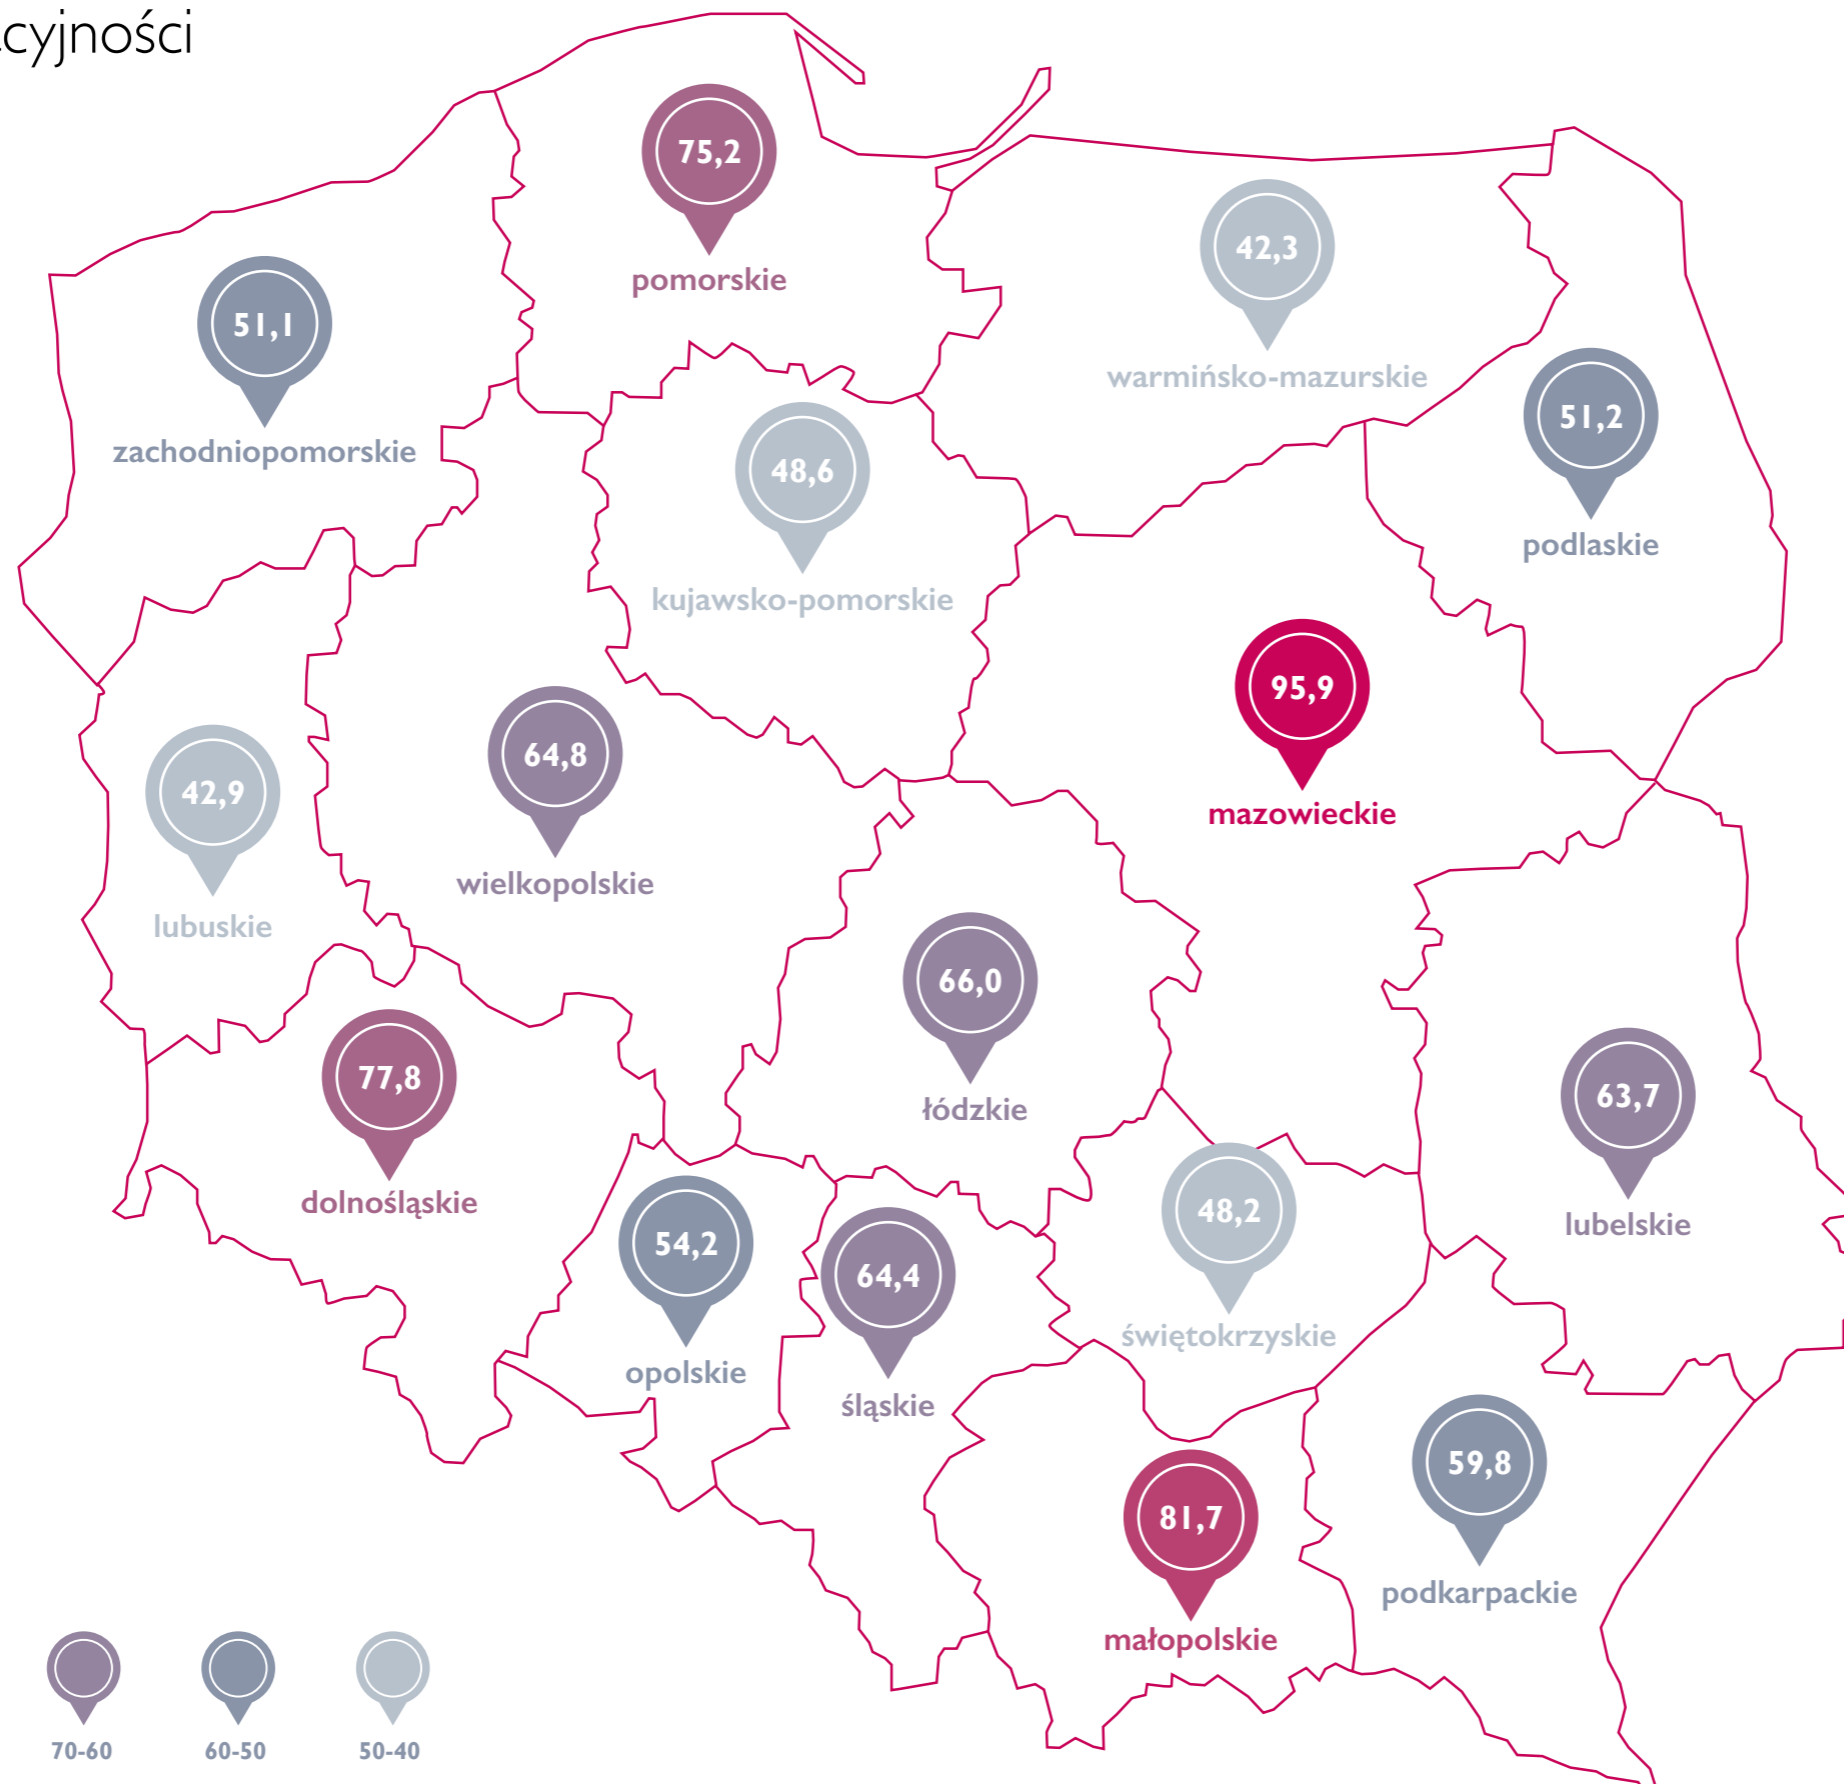 cyjności
75,2
pomorskie
42,3
warmińsko-mazurskie
51,1
zachodniopomorskie
51,2
podlaskie
48,6
kujawsko-pomorskie
95,9
mazowieckie
64,8
wielkopolskie
42,9
lubuskie
66,0
łódzkie
77,8
dolnośląskie
63,7
lubelskie
48,2
świętokrzyskie
54,2
opolskie
64,4
śląskie
59,8
podkarpackie
81,7
małopolskie
70-60
60-50
50-40